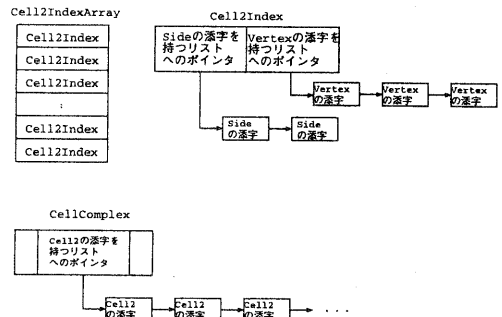 Cell2IndexArray
Cell2Index
Cell2Index
Cell2Index
:
Cell2Index
Cell2Index
Cell2Index
Sideの添字を
持つリスト
へのポインタ
Vertexの添字を
持つリスト
へのポインタ
Vertex
の添字
Vertex
の添字
Vertex
の添字
Side
の添字
Side
の添字
CellComplex
Cell2の添字を
持つリスト
へのポインタ
Cell2
の添字
Cell2
の添字
Cell2
の添字
. . .